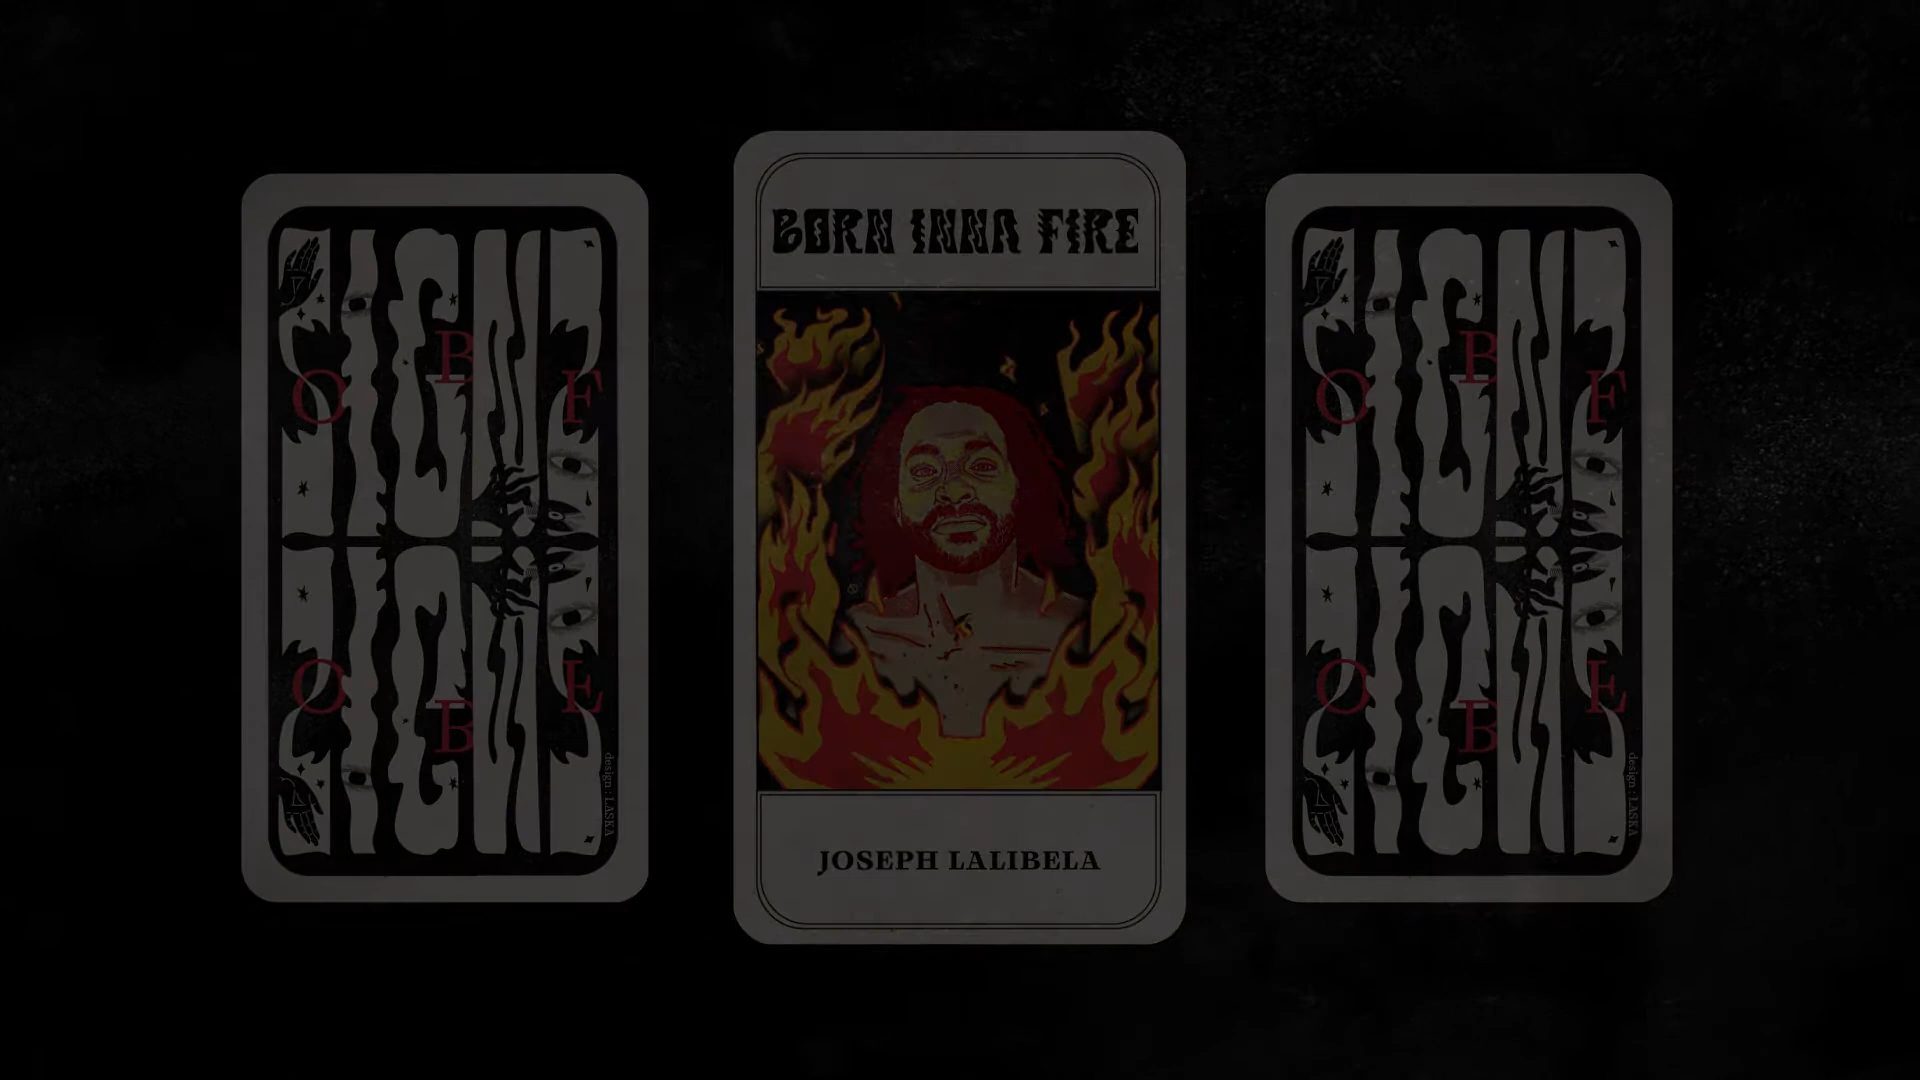 BORN INNA FIRE
JOSEPH LALIBELA
O
B
F
O
B
design : LASKA
O
B
F
O
B
design : LASKA